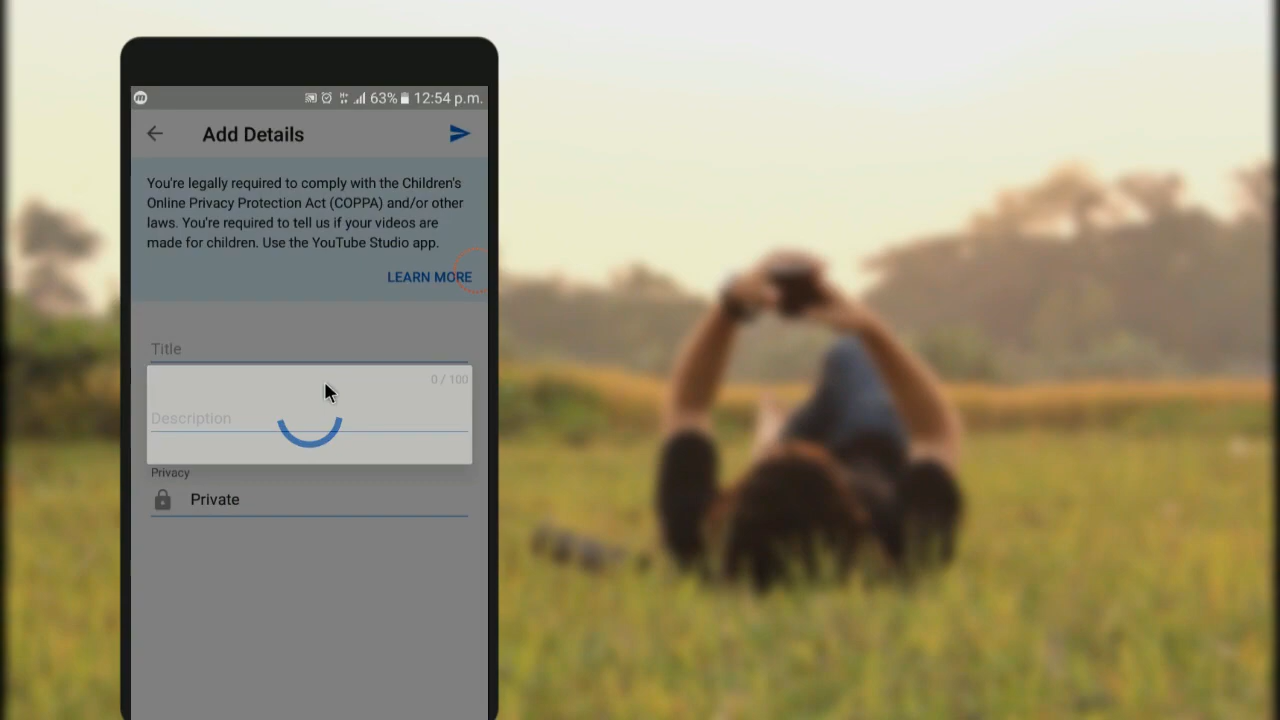 63% 12:54 p.m.
Add Details
You're legally required to comply with the Children's
Online Privacy Protection Act (COPPA) and/or other
laws. You're required to tell us if your videos are
made for children. Use the YouTube Studio app.
LEARN MORE
Title
0 / 100
Description
Privacy
Private